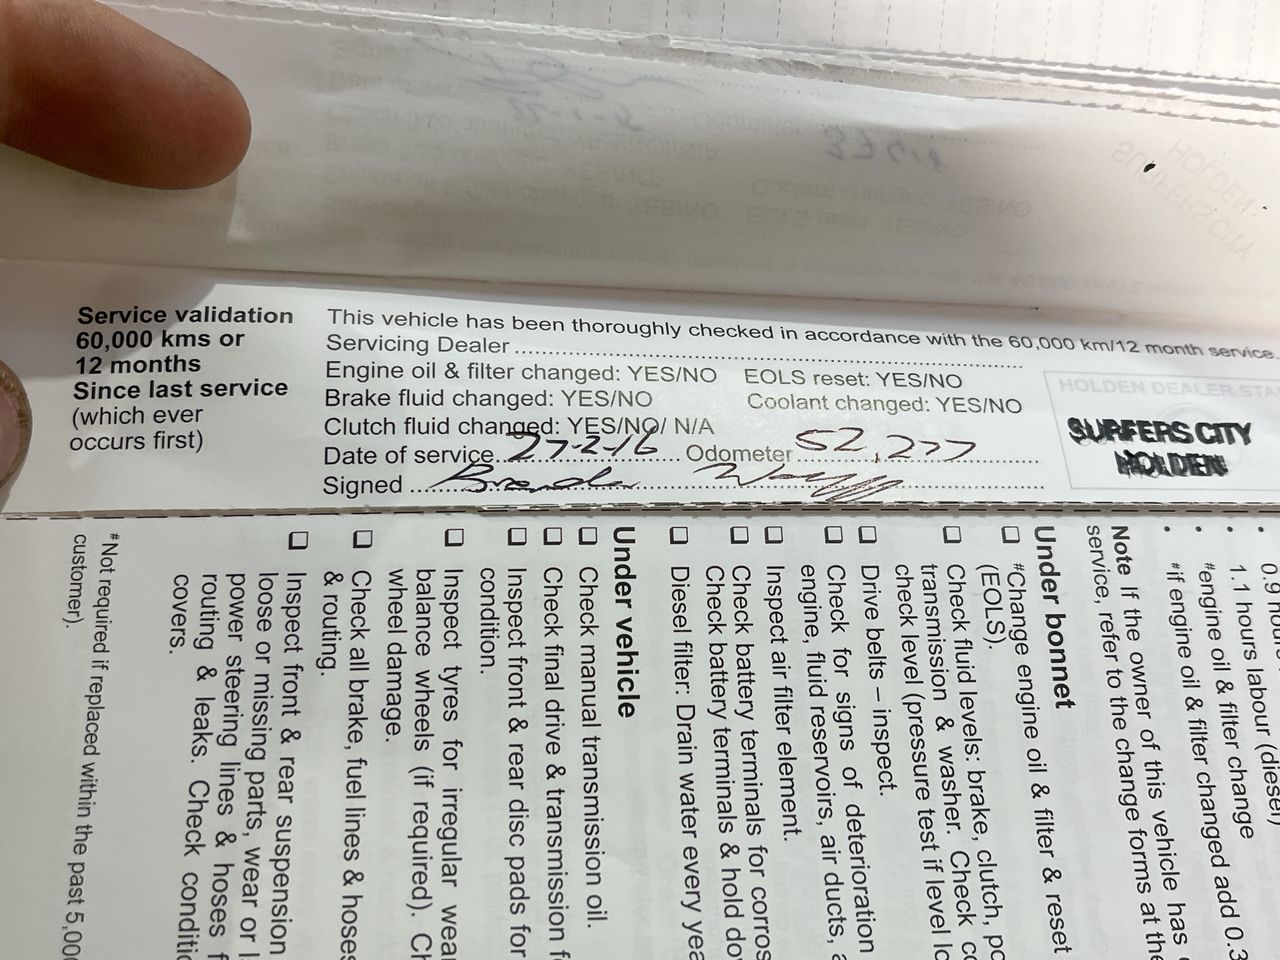 Service validation
60,000 kms or
12 months
Since last service
(which ever
occurs first)
This vehicle has been thoroughly checked in accordance with the 60,000 km/12 month service.
Servicing Dealer
Engine oil & filter changed: YES/NO EOLS reset: YES/NO
Brake fluid changed: YES/NO Coolant changed: YES/NO
Clutch fluid changed: YES/NO/ N/A
Date of service 27-2-16 Odometer 52,277
Signed
HOLDEN DEALER STA
SURFERS CITY
HOLDEN
0.9
1.1 hours labour (diesel)
#engine oil & filter change
#if engine oil & filter changed add 0.3
Note If the owner of this vehicle has
service, refer to the change forms at the
Under bonnet
#Change engine oil & filter & reset
(EOLS).
Check fluid levels: brake, clutch,
transmission & washer. Check
check level (pressure test if level
Drive belts – inspect.
Check for signs of deterioration
engine, fluid reservoirs, air ducts,
Inspect air filter element.
Check battery terminals for
Check battery terminals & hold
Diesel filter: Drain water every
Under vehicle
Check manual transmission oil.
Check final drive & transmission
Inspect front & rear disc pads for
condition.
Inspect tyres for irregular
balance wheels (if required).
wheel damage.
Check all brake, fuel lines & hoses
& routing.
Inspect front & rear suspension
loose or missing parts, wear or
power steering lines & hoses
routing & leaks. Check
covers.
#Not required if replaced within the past
customer).